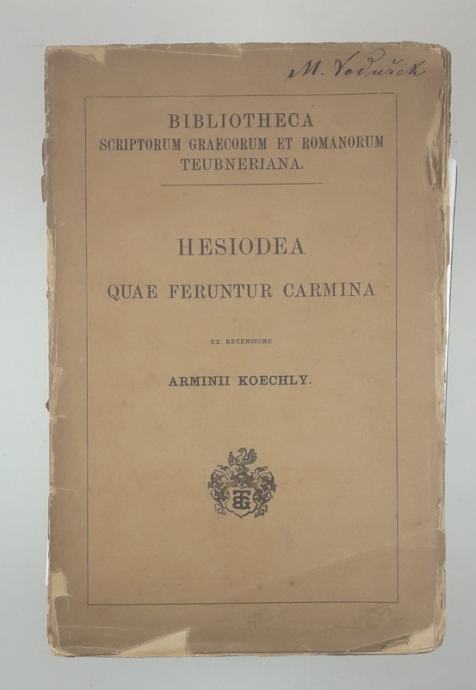 M. Vodušek
BIBLIOTHECA
SCRIPTORUM GRAECORUM ET ROMANORUM
TEUBNERIANA.
HESIODEA
QUAE FERUNTUR CARMINA
EX RECENSIONE
ARMINII KOECHLY.